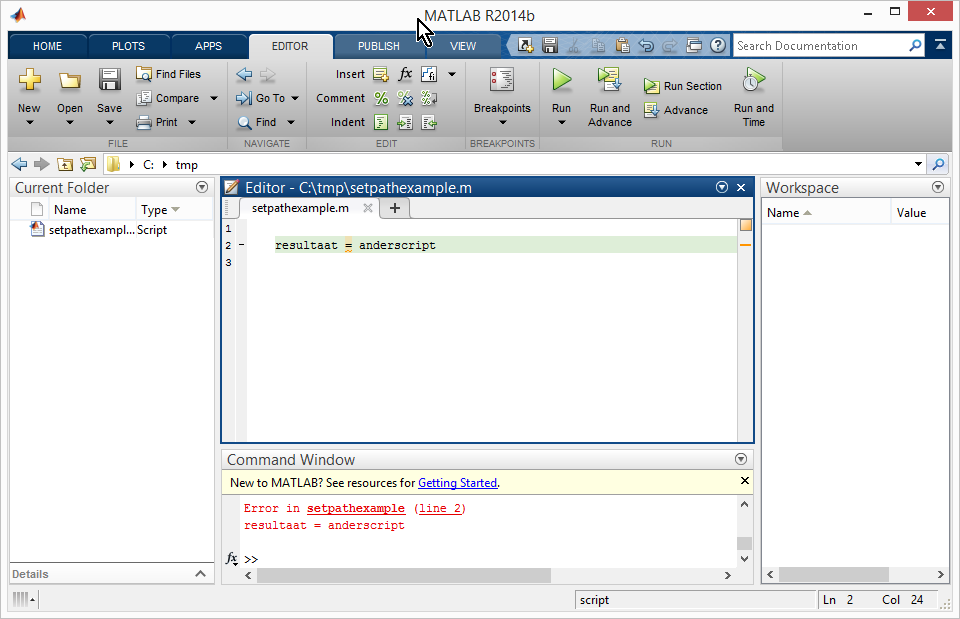 MATLAB R2014b
HOME PLOTS APPS EDITOR PUBLISH VIEW Search Documentation
New Open Save Find Files Compare Print
Go To Find
Insert fx fi
Comment % % %
Indent
Breakpoints
Run Run and Advance Run Section Advance Run and Time
FILE NAVIGATE EDIT BREAKPOINTS RUN
C: tmp
Current Folder
Name Type
setpathexampl... Script
Details
Editor - C:\tmp\setpathexample.m
setpathexample.m +
1
2 - resultaat = anderscript
3
Command Window
New to MATLAB? See resources for Getting Started.
Error in setpathexample (line 2)
resultaat = anderscript
fx >>
Workspace
Name Value
script Ln 2 Col 24